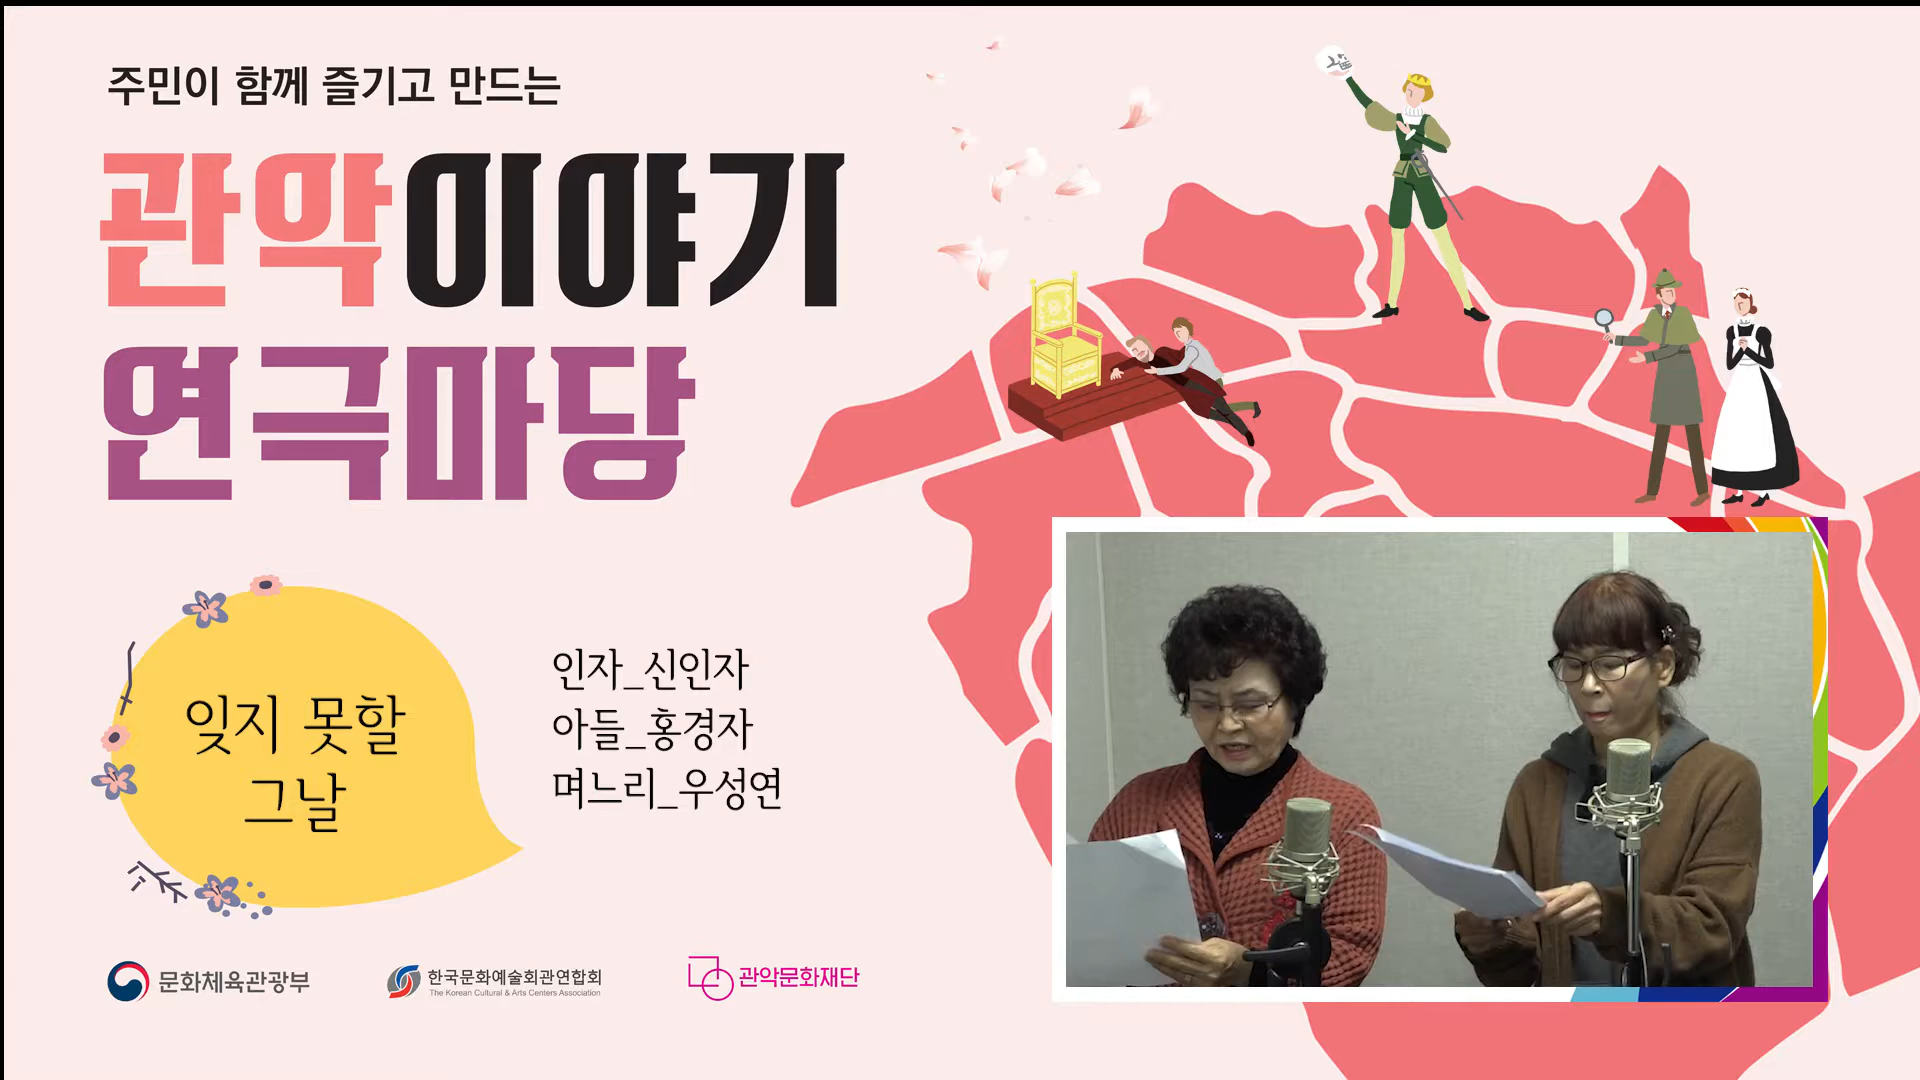 주민이 함께 즐기고 만드는
관악이야기
연극마당
잊지 못할
그날
인자_신인자
아들_홍경자
며느리_우성연
문화체육관광부
한국문화예술회관연합회
The Korean Cultural & Arts Centers Association
관악문화재단